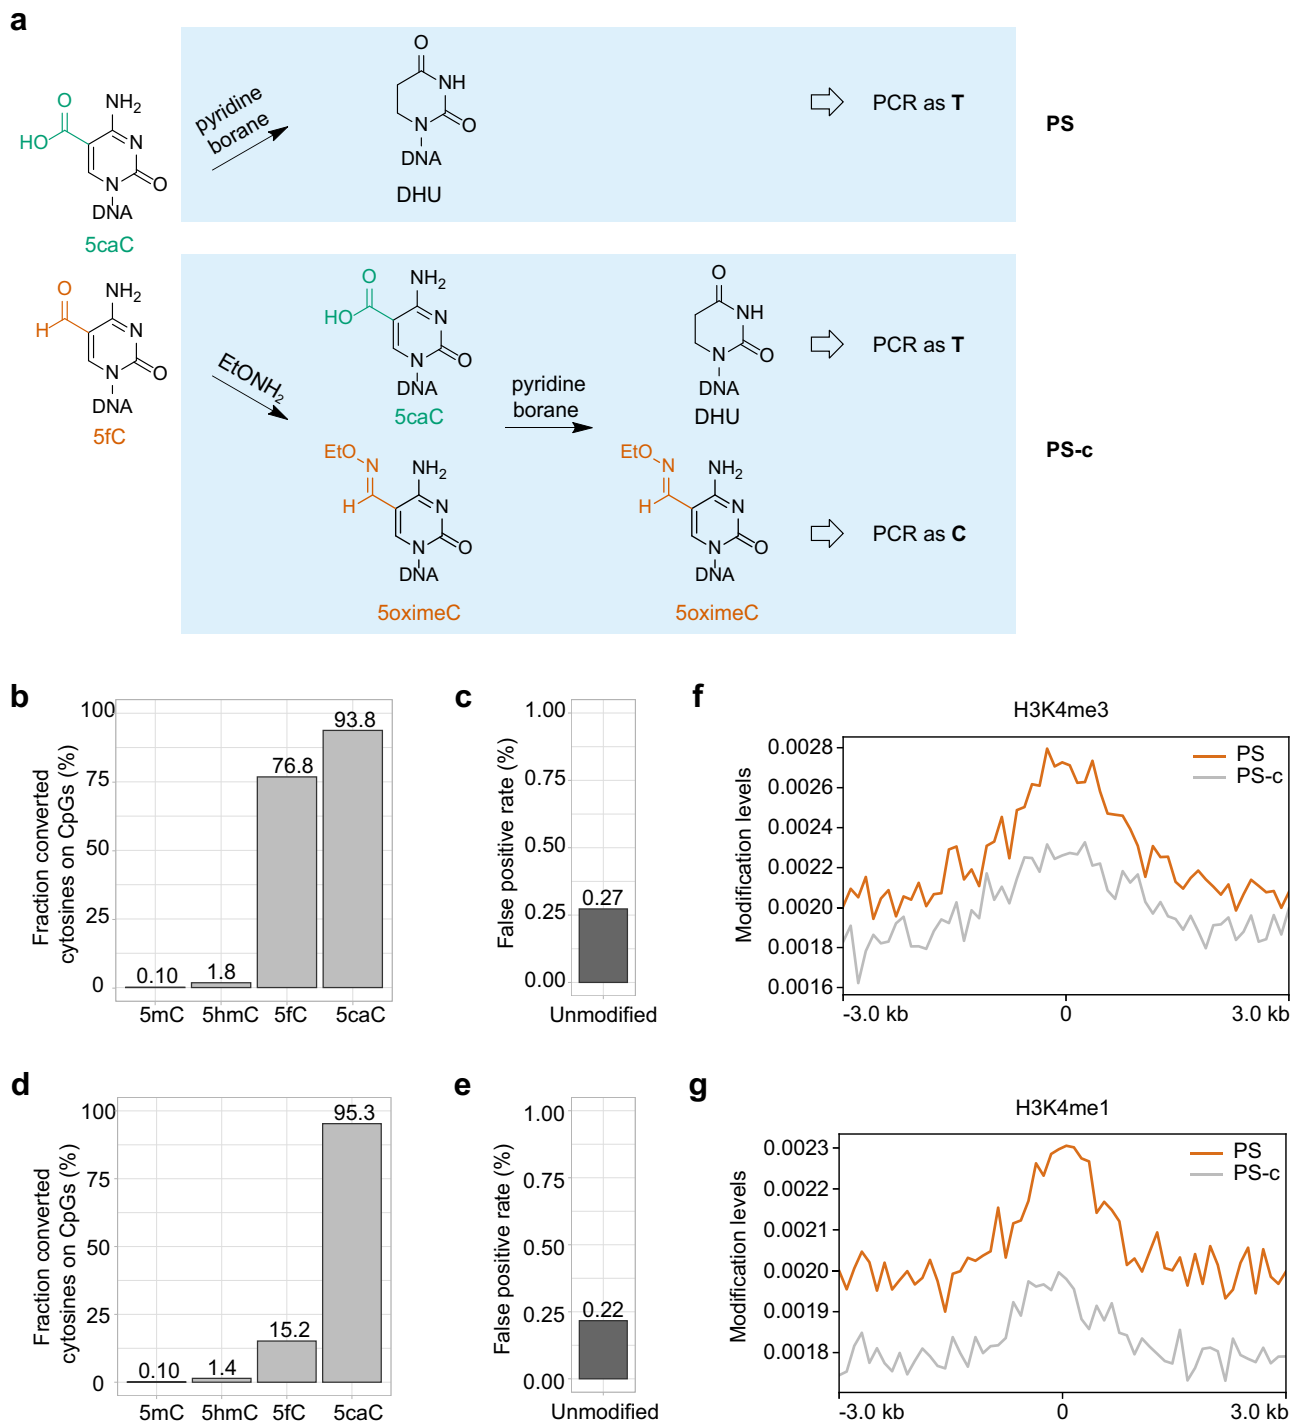 a
O
NH₂
HO
N
N
O
DNA
5caC
O
NH₂
H
N
N
O
DNA
5fC
pyridine
borane
O
NH
N
O
DNA
DHU
PCR as T
PS
EtONH₂
O
NH₂
HO
N
N
O
DNA
5caC
EtO
N
NH₂
H
N
N
O
DNA
5oximeC
pyridine
borane
O
NH
N
O
DNA
DHU
PCR as T
EtO
N
NH₂
H
N
N
O
DNA
5oximeC
PCR as C
PS-c
b
Fraction converted
cytosines on CpGs (%)
100
75
50
25
0
0.10
1.8
76.8
93.8
5mC 5hmC 5fC 5caC
c
False positive rate (%)
1.00
0.75
0.50
0.25
0.00
0.27
Unmodified
f
H3K4me3
Modification levels
0.0028
0.0026
0.0024
0.0022
0.0020
0.0018
0.0016
PS
PS-c
-3.0 kb 0 3.0 kb
d
Fraction converted
cytosines on CpGs (%)
100
75
50
25
0
0.10
1.4
15.2
95.3
5mC 5hmC 5fC 5caC
e
False positive rate (%)
1.00
0.75
0.50
0.25
0.00
0.22
Unmodified
g
H3K4me1
Modification levels
0.0023
0.0022
0.0021
0.0020
0.0019
0.0018
PS
PS-c
-3.0 kb 0 3.0 kb